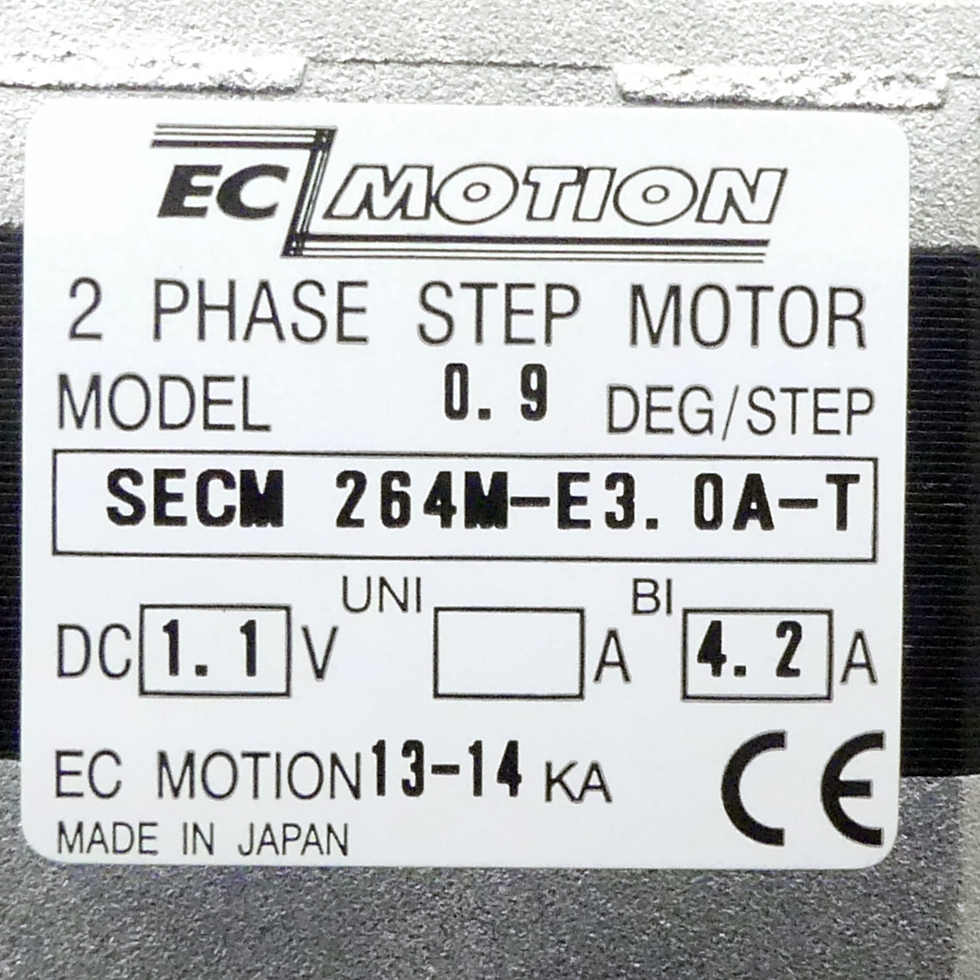 EC MOTION
2 PHASE STEP MOTOR
MODEL 0.9 DEG/STEP
SECM 264M-E3.0A-T
UNI BI
DC 1.1 V A 4.2 A
EC MOTION 13-14 KA
MADE IN JAPAN CE